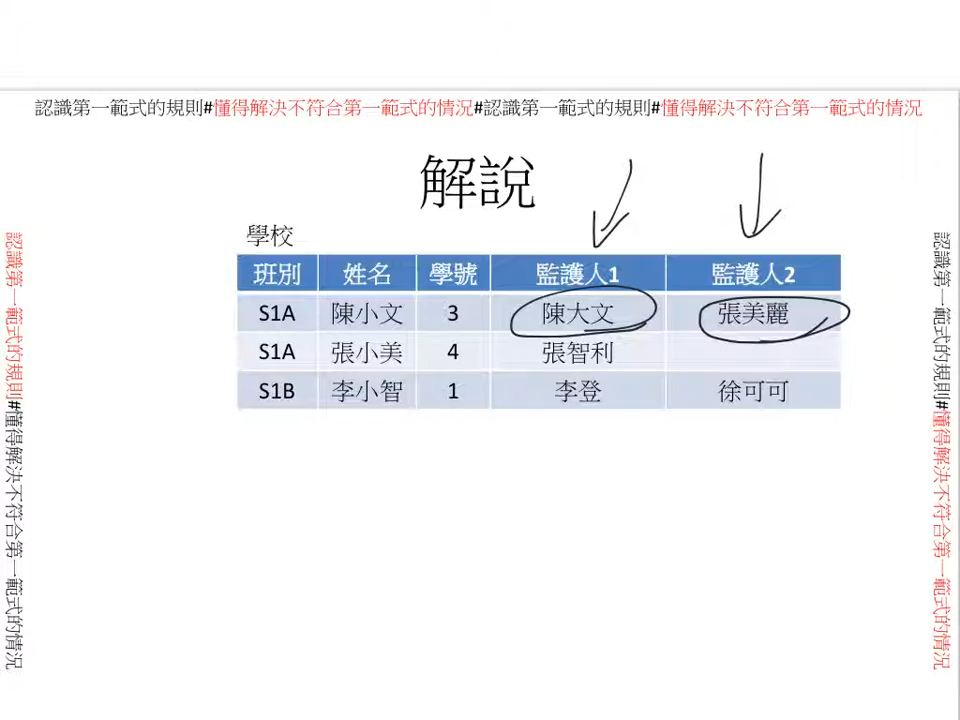 認識第一範式的規則#懂得解決不符合第一範式的情況#認識第一範式的規則#懂得解決不符合第一範式的情況
解說
學校
班別 姓名 學號 監護人1 監護人2
S1A 陳小文 3 陳大文 張美麗
S1A 張小美 4 張智利
S1B 李小智 1 李登 徐可可
認識第一範式的規則#懂得解決不符合第一範式的情況
認識第一範式的規則#懂得解決不符合第一範式的情況